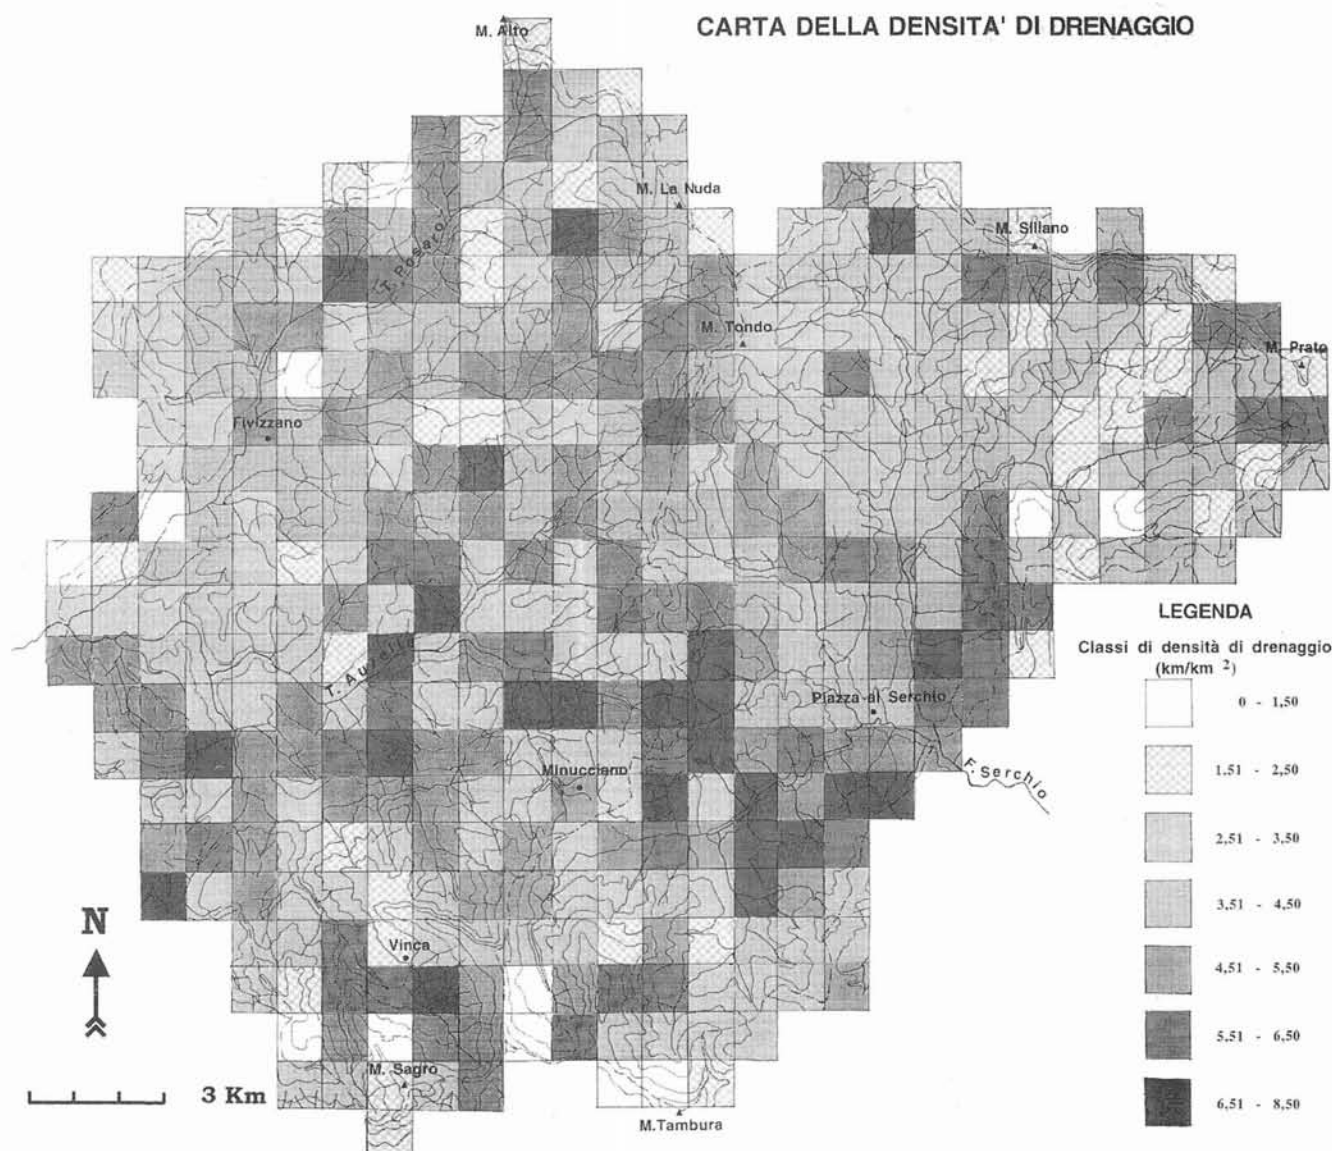 CARTA DELLA DENSITA' DI DRENAGGIO
M. Alto
M. La Nuda
M. Sillano
T. Posaro
M. Tondo
M. Prato
Fivizzano
T. Aulella
Piazza al Serchio
Minucciano
F. Serchio
Vinca
M. Sagro
M. Tambura
N
3 Km
LEGENDA
Classi di densità di drenaggio
(km/km 2)
0 - 1,50
1.51 - 2,50
2,51 - 3,50
3,51 - 4,50
4,51 - 5,50
5,51 - 6,50
6,51 - 8,50